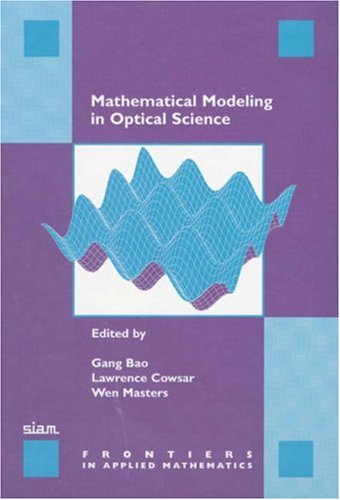 Mathematical Modeling
in Optical Science
Edited by
Gang Bao
Lawrence Cowsar
Wen Masters
siam
FRONTIERS
IN APPLIED MATHEMATICS